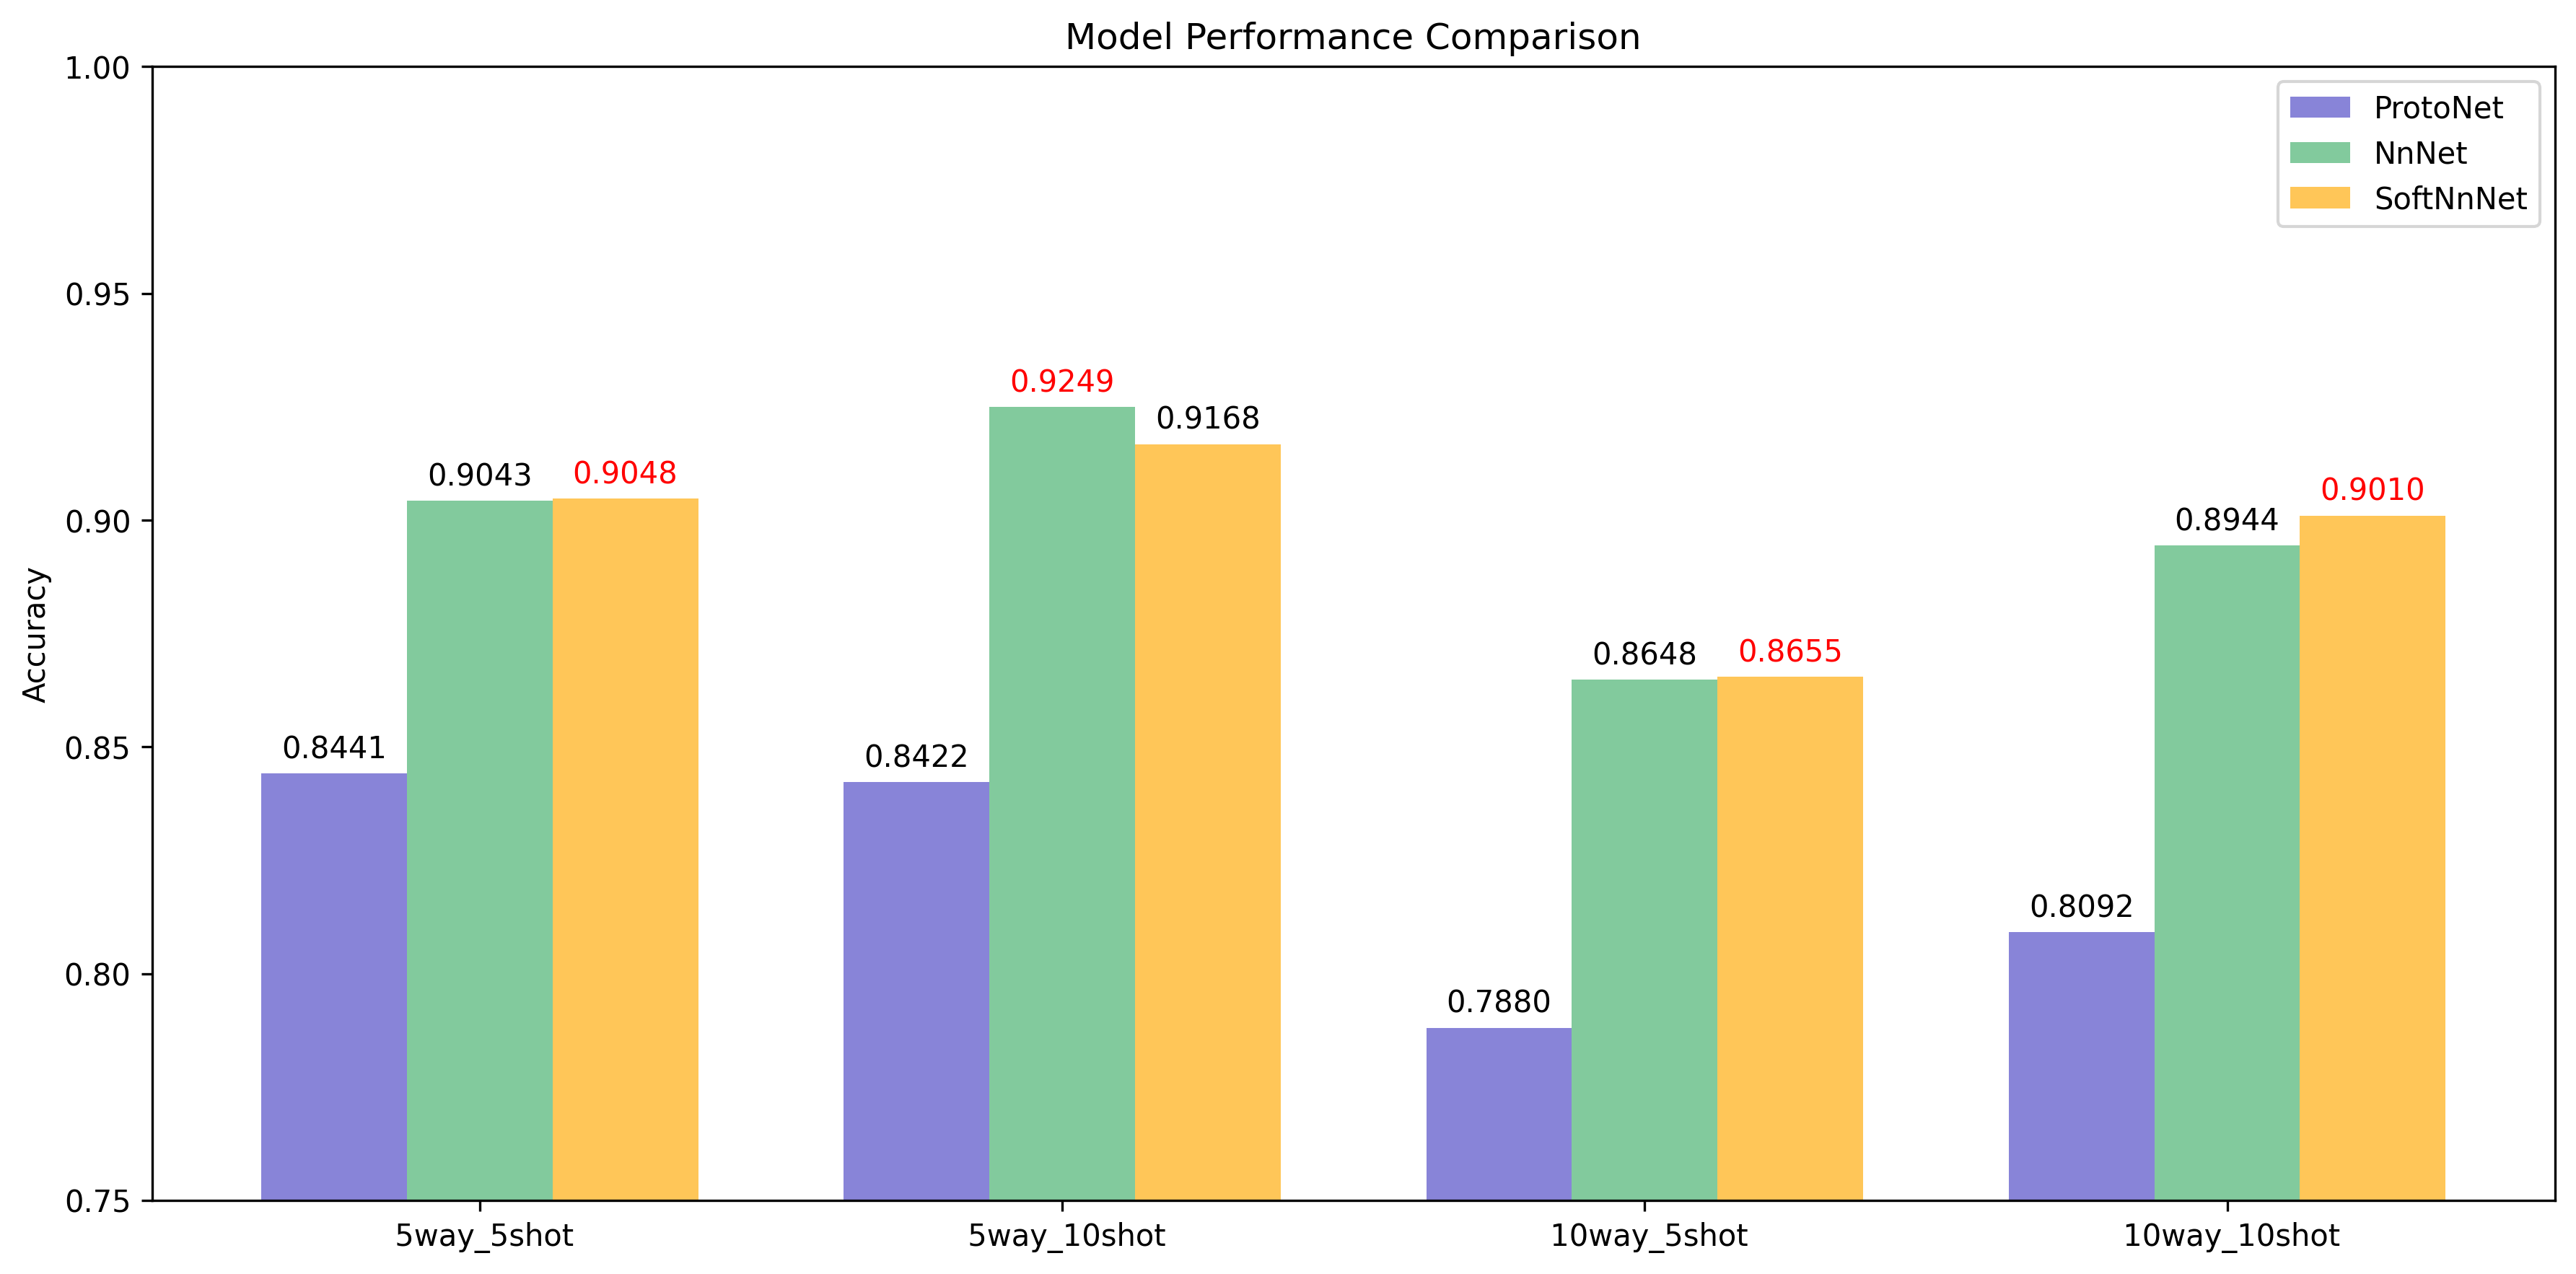 Model Performance Comparison
1.00
0.95
0.90
0.85
0.80
0.75
Accuracy
ProtoNet
NnNet
SoftNnNet
0.8441
0.9043
0.9048
0.8422
0.9249
0.9168
0.7880
0.8648
0.8655
0.8092
0.8944
0.9010
5way_5shot
5way_10shot
10way_5shot
10way_10shot